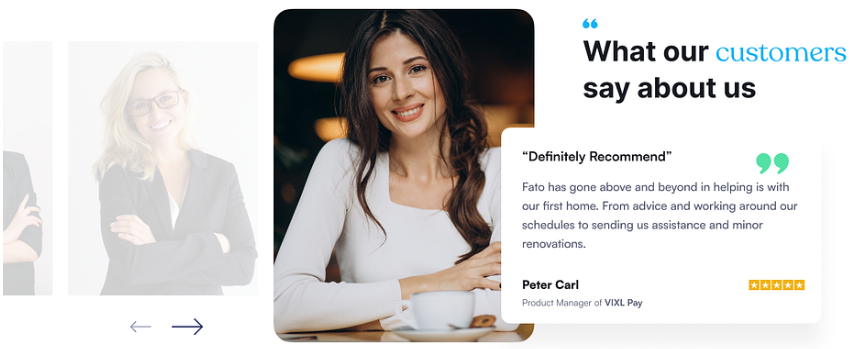 What our customers
say about us
“Definitely Recommend”
Fato has gone above and beyond in helping is with
our first home. From advice and working around our
schedules to sending us assistance and minor
renovations.
Peter Carl
Product Manager of VIXL Pay